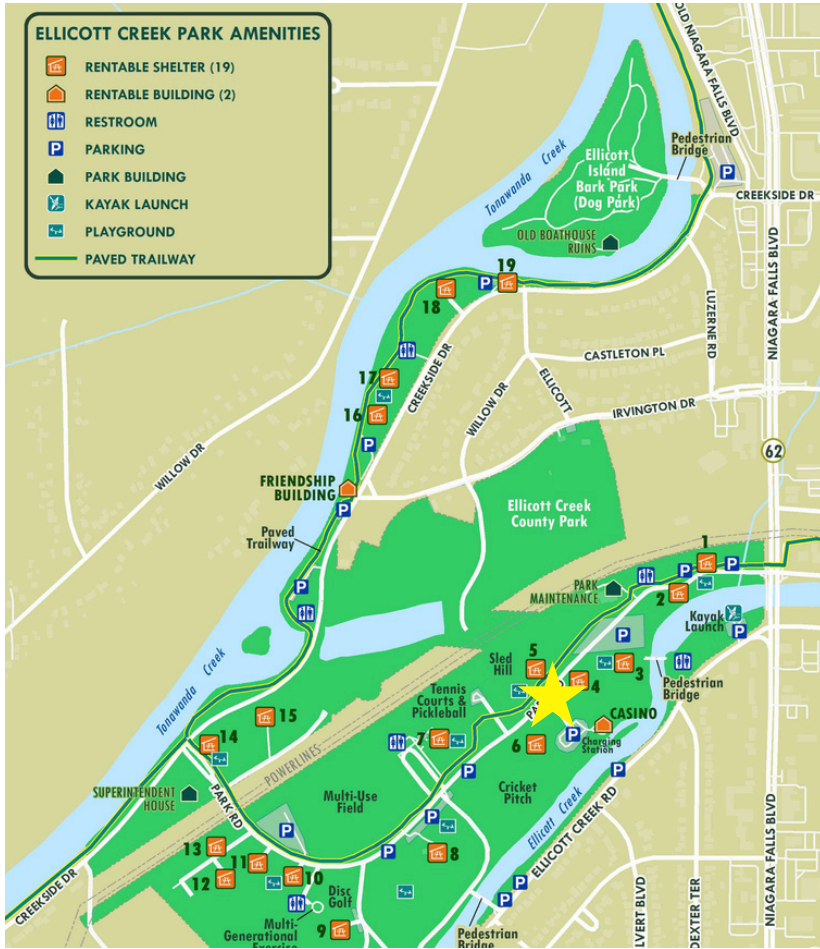 ELLICOTT CREEK PARK AMENITIES
RENTABLE SHELTER (19)
RENTABLE BUILDING (2)
RESTROOM
P
PARKING
PARK BUILDING
KAYAK LAUNCH
PLAYGROUND
PAVED TRAILWAY
OLD NIAGARA FALLS BLVD
Pedestrian
Bridge
P
Tonawanda Creek
Ellicott
Island
Bark Park
(Dog Park)
CREEKSIDE DR
OLD BOATHOUSE
RUINS
NIAGARA FALLS BLVD
19
P
18
LUZERNE RD
CREEKSIDE DR
CASTLETON PL
17
WILLOW DR
ELLICOTT
16
IRVINGTON DR
P
62
WILLOW DR
FRIENDSHIP
BUILDING
P
Ellicott Creek
County Park
Paved
Trailway
1
P
P
P
PARK
MAINTENANCE
2
Kayak
Launch
P
P
Tonawanda Creek
Sled
Hill
5
3
4
Pedestrian
Bridge
Tennis
Courts &
Pickleball
CASINO
15
14
7
P
Charging
Station
6
POWERLINES
P
P
SUPERINTENDENT
HOUSE
PARK RD
Multi-Use
Field
Cricket
Pitch
Ellicott Creek
ELLICOTT CREEK RD
NIAGARA FALLS BLVD
P
P
13
P
8
11
12
10
P
P
CREEKSIDE DR
Disc
Golf
Multi-
Generational
Exercise
9
Pedestrian
Bridge
LVERT BLVD
DEXTER TER